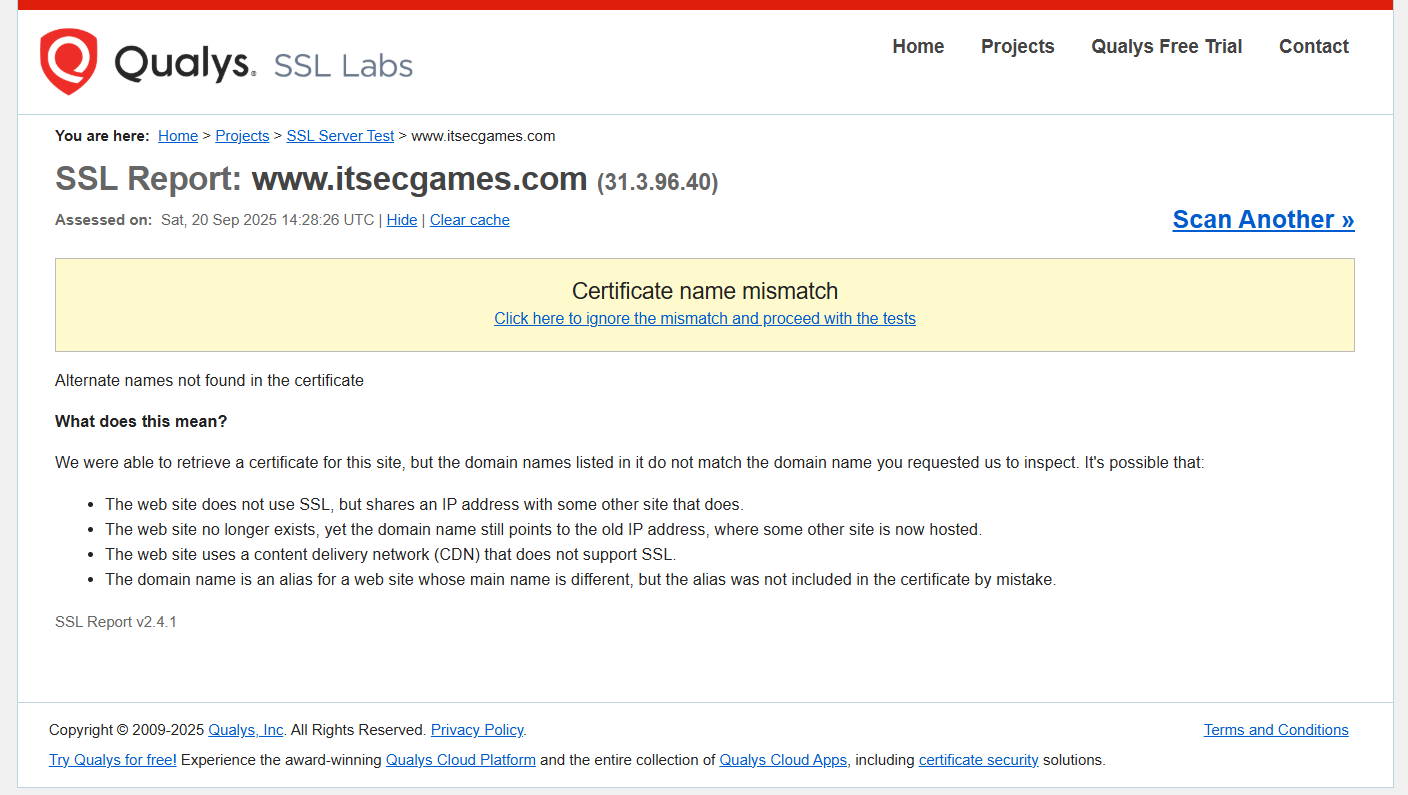 Qualys. SSL Labs
Home Projects Qualys Free Trial Contact
You are here: Home > Projects > SSL Server Test > www.itsecgames.com
SSL Report: www.itsecgames.com (31.3.96.40)
Assessed on: Sat, 20 Sep 2025 14:28:26 UTC | Hide | Clear cache
Scan Another »
Certificate name mismatch
Click here to ignore the mismatch and proceed with the tests
Alternate names not found in the certificate
What does this mean?
We were able to retrieve a certificate for this site, but the domain names listed in it do not match the domain name you requested us to inspect. It's possible that:
• The web site does not use SSL, but shares an IP address with some other site that does.
• The web site no longer exists, yet the domain name still points to the old IP address, where some other site is now hosted.
• The web site uses a content delivery network (CDN) that does not support SSL.
• The domain name is an alias for a web site whose main name is different, but the alias was not included in the certificate by mistake.
SSL Report v2.4.1
Copyright © 2009-2025 Qualys, Inc. All Rights Reserved. Privacy Policy. Terms and Conditions
Try Qualys for free! Experience the award-winning Qualys Cloud Platform and the entire collection of Qualys Cloud Apps, including certificate security solutions.